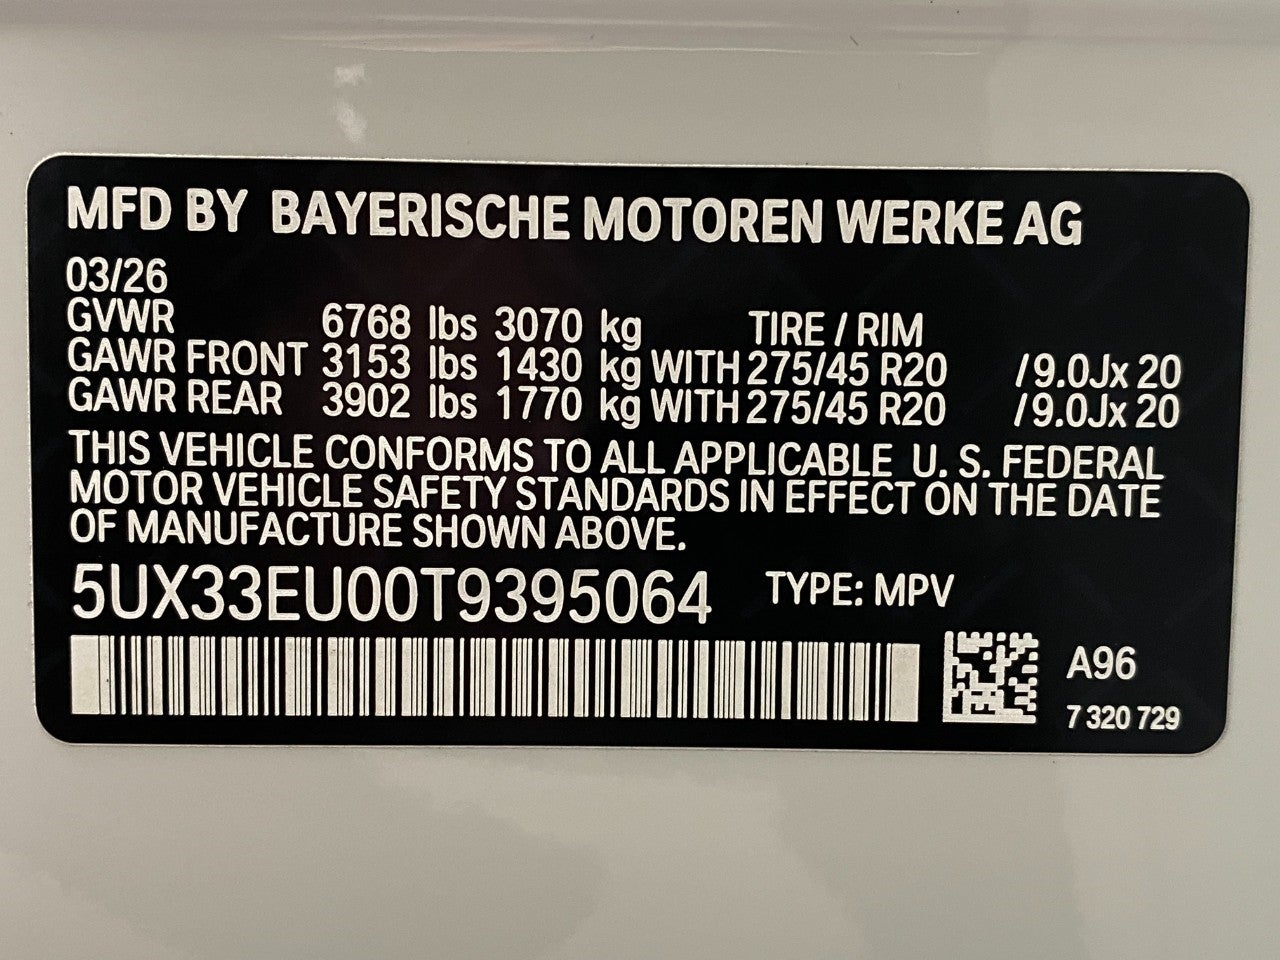 MFD BY BAYERISCHE MOTOREN WERKE AG
03/26
GVWR 6768 lbs 3070 kg TIRE / RIM
GAWR FRONT 3153 lbs 1430 kg WITH 275/45 R20 /9.0Jx 20
GAWR REAR 3902 lbs 1770 kg WITH 275/45 R20 /9.0Jx 20
THIS VEHICLE CONFORMS TO ALL APPLICABLE U. S. FEDERAL
MOTOR VEHICLE SAFETY STANDARDS IN EFFECT ON THE DATE
OF MANUFACTURE SHOWN ABOVE.
5UX33EU00T9395064 TYPE: MPV
A96
7 320 729